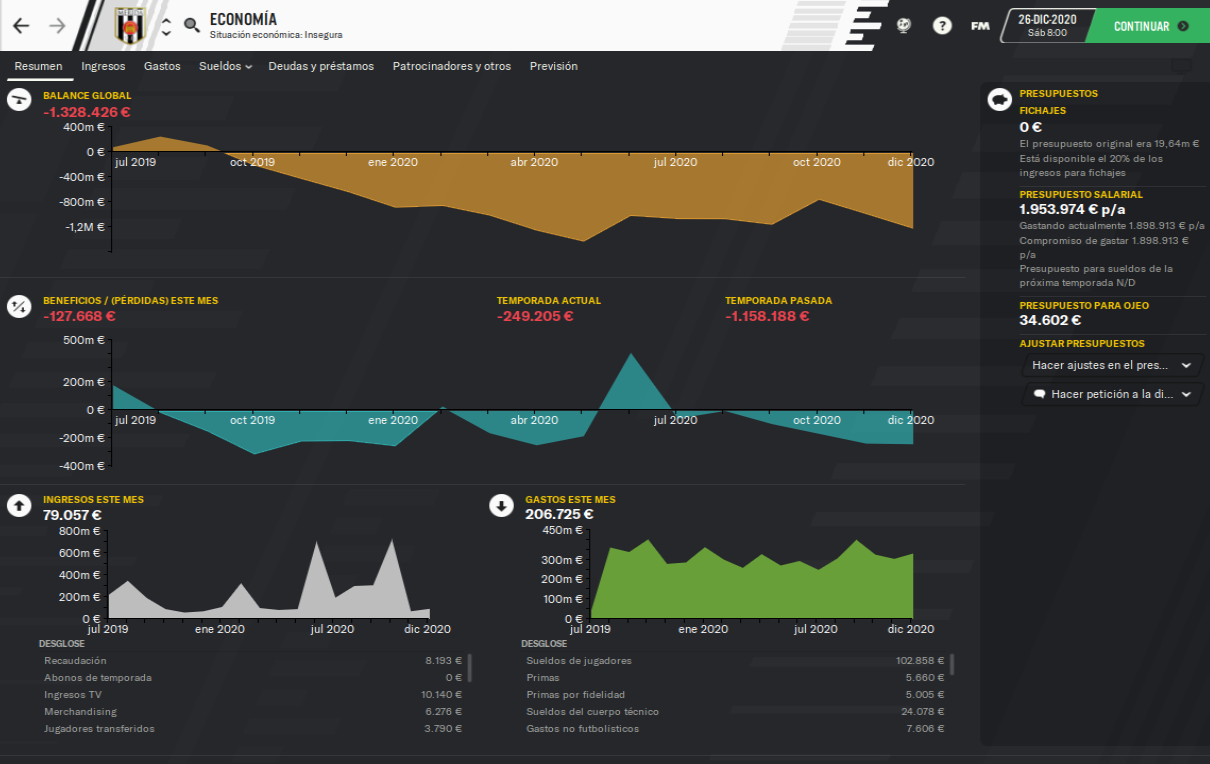 ECONOMÍA
Situación económica: Insegura
FM
26-DIC-2020
Sáb 8:00
CONTINUAR
Resumen Ingresos Gastos Sueldos Deudas y préstamos Patrocinadores y otros Previsión
BALANCE GLOBAL
-1.328.426 €
400m €
0 €
-400m €
-800m €
-1,2M €
jul 2019 oct 2019 ene 2020 abr 2020 jul 2020 oct 2020 dic 2020
BENEFICIOS / (PÉRDIDAS) ESTE MES
-127.668 €
TEMPORADA ACTUAL
-249.205 €
TEMPORADA PASADA
-1.158.188 €
500m €
200m €
0 €
-200m €
-400m €
jul 2019 oct 2019 ene 2020 abr 2020 jul 2020 oct 2020 dic 2020
INGRESOS ESTE MES
79.057 €
800m €
600m €
400m €
200m €
0 €
jul 2019 ene 2020 jul 2020 dic 2020
DESGLOSE
Recaudación 8.193 €
Abonos de temporada 0 €
Ingresos TV 10.140 €
Merchandising 6.276 €
Jugadores transferidos 3.790 €
GASTOS ESTE MES
206.725 €
450m €
300m €
200m €
100m €
0 €
jul 2019 ene 2020 jul 2020 dic 2020
DESGLOSE
Sueldos de jugadores 102.858 €
Primas 5.660 €
Primas por fidelidad 5.005 €
Sueldos del cuerpo técnico 24.078 €
Gastos no futbolísticos 7.606 €
PRESUPUESTOS
FICHAJES
0 €
El presupuesto original era 19,64m €
Está disponible el 20% de los
ingresos para fichajes
PRESUPUESTO SALARIAL
1.953.974 € p/a
Gastando actualmente 1.898.913 € p/a
Compromiso de gastar 1.898.913 €
p/a
Presupuesto para sueldos de la
próxima temporada N/D
PRESUPUESTO PARA OJEO
34.602 €
AJUSTAR PRESUPUESTOS
Hacer ajustes en el pres...
Hacer petición a la di...